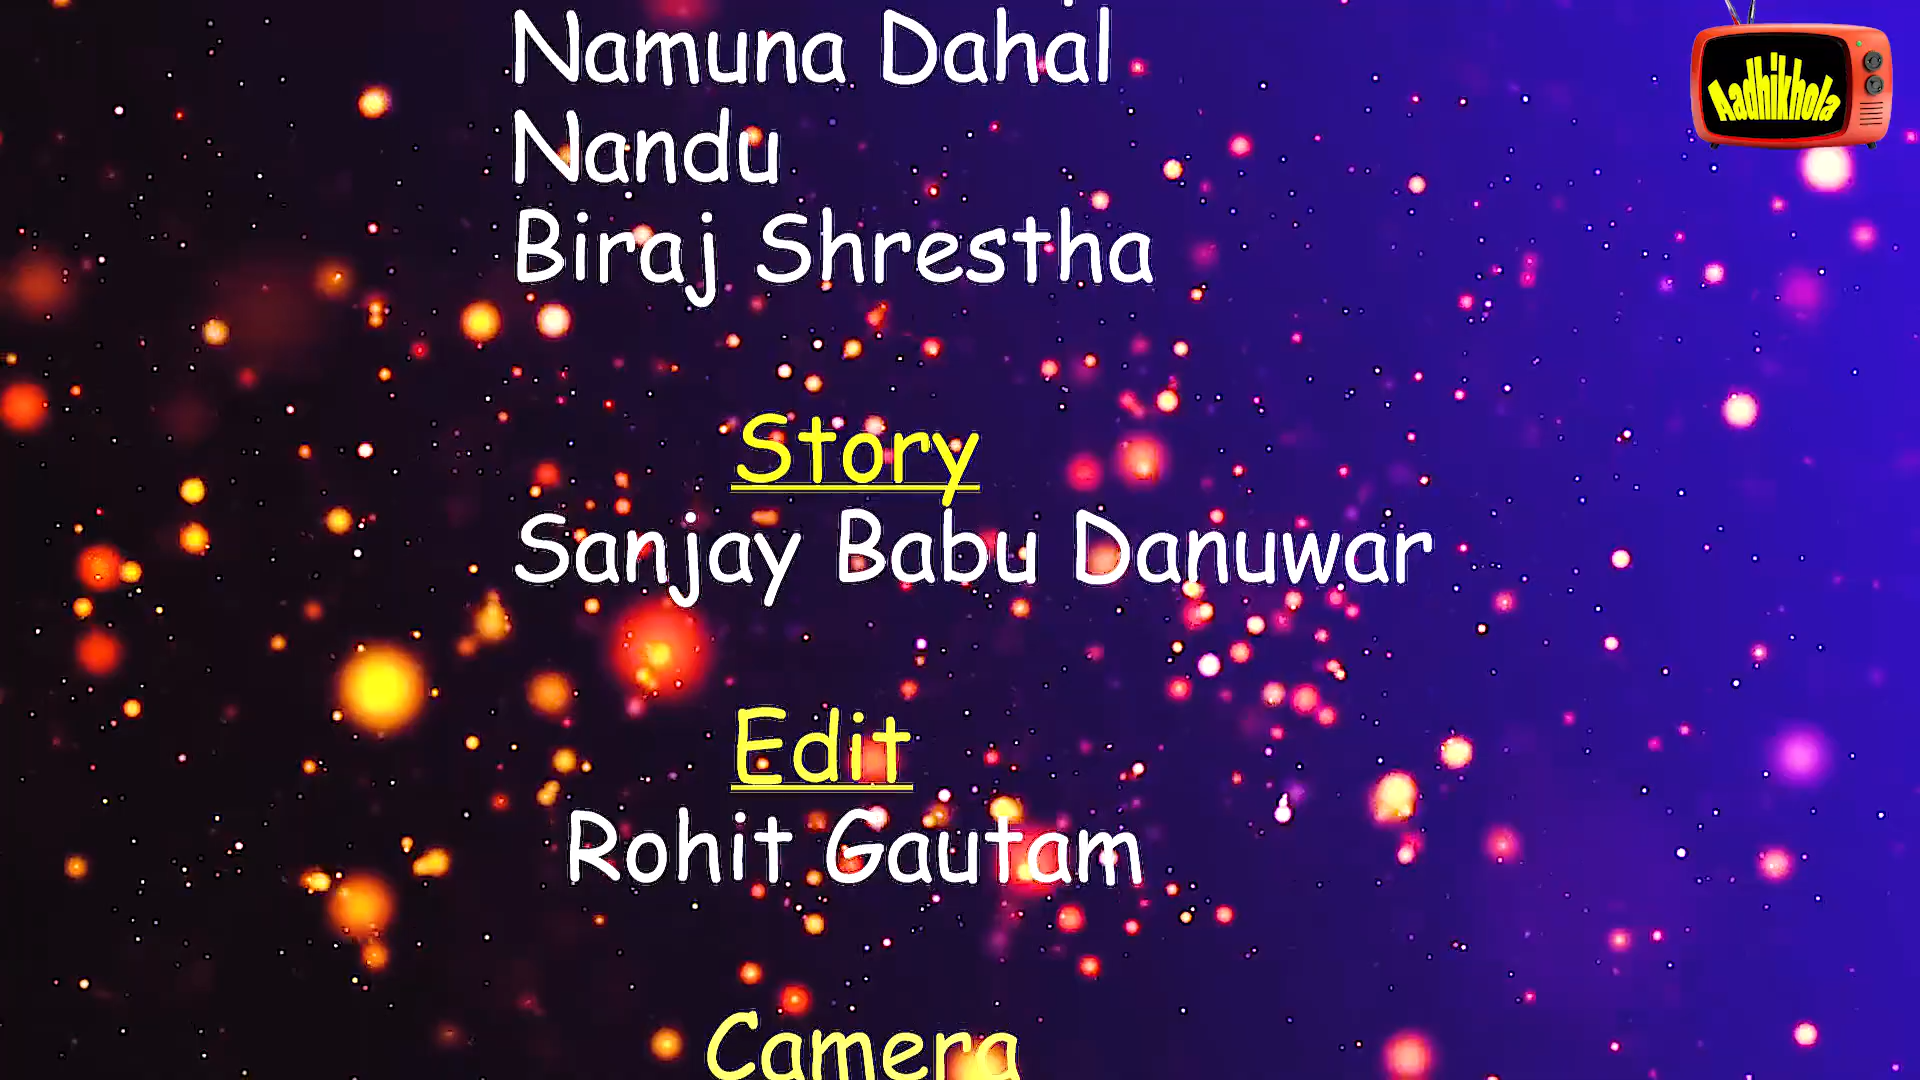 Aadhikhola
Namuna Dahal
Nandu
Biraj Shrestha
Story
Sanjay Babu Danuwar
Edit
Rohit Gautam
Camera